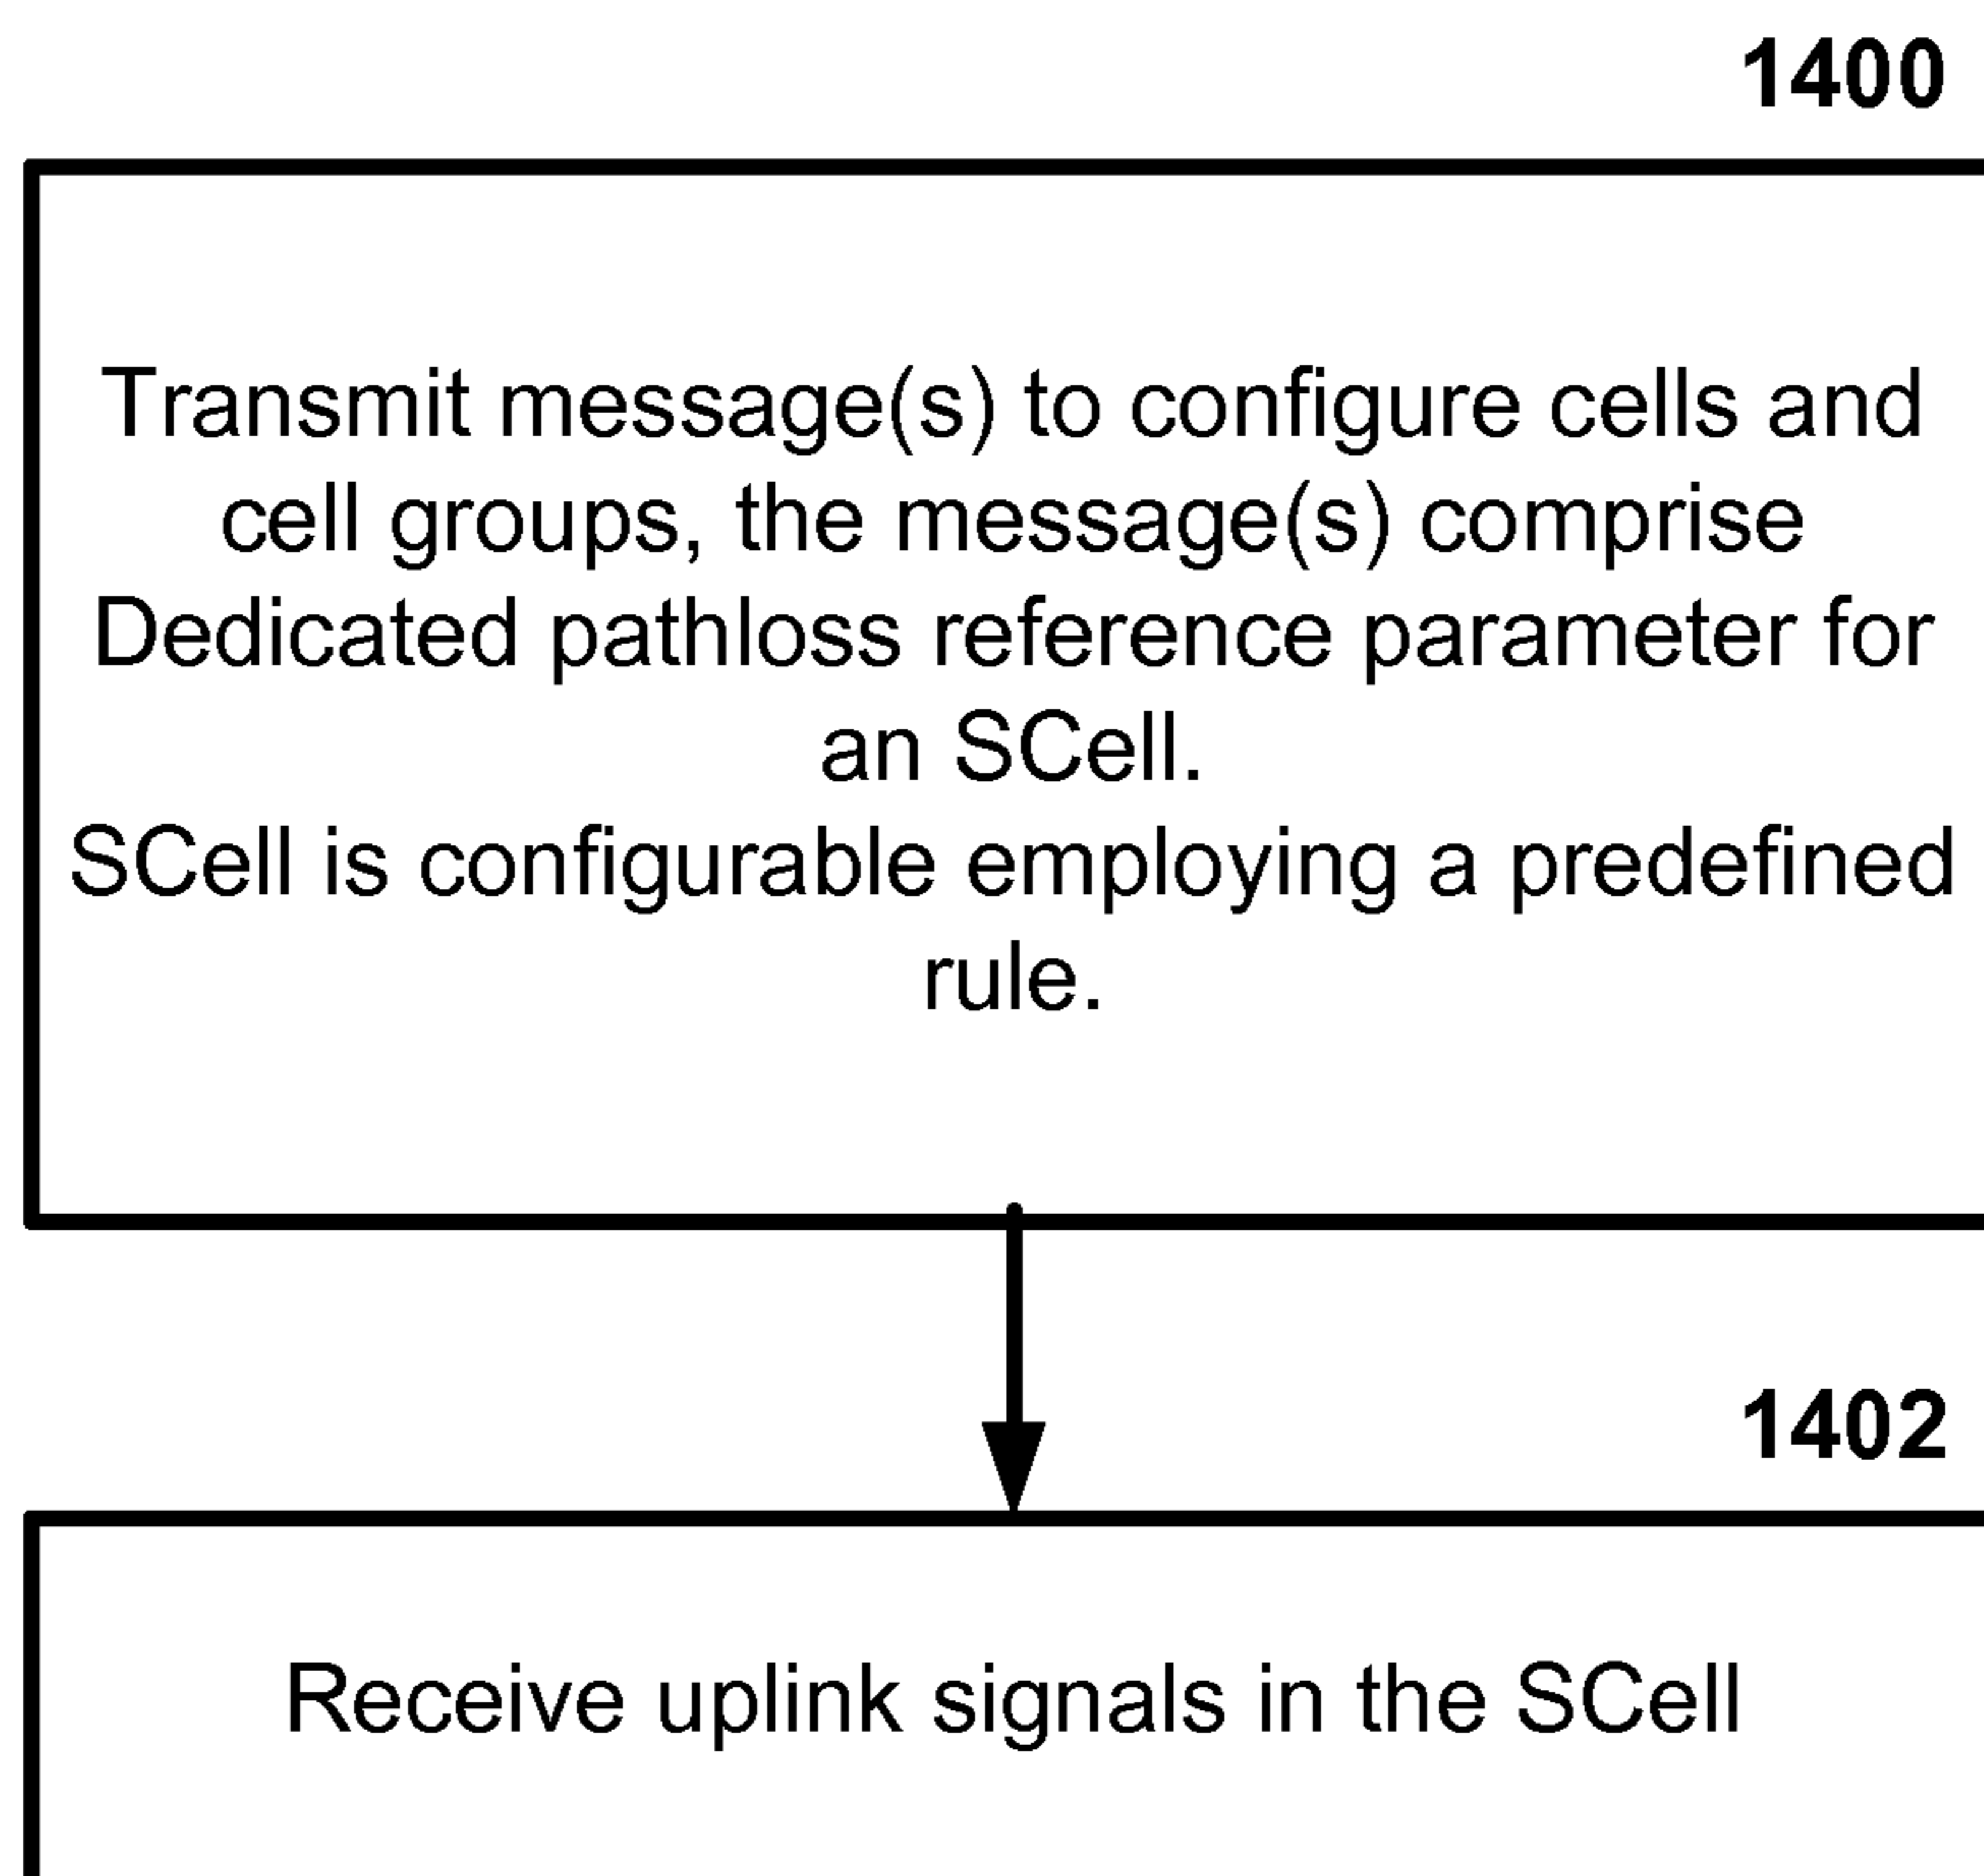 1400
Transmit message(s) to configure cells and
cell groups, the message(s) comprise
Dedicated pathloss reference parameter for
an SCell.
SCell is configurable employing a predefined
rule.
1402
Receive uplink signals in the SCell